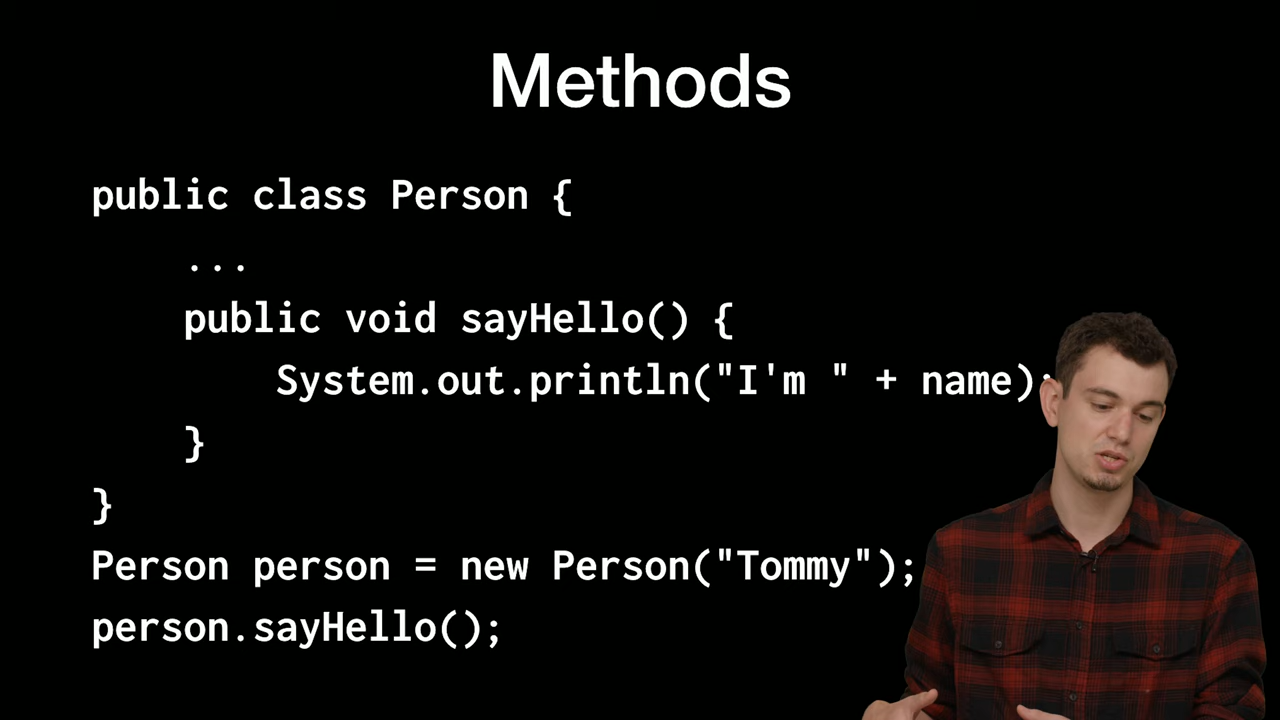 Methods
public class Person {
...
public void sayHello() {
System.out.println("I'm " + name);
}
}
Person person = new Person("Tommy");
person.sayHello();